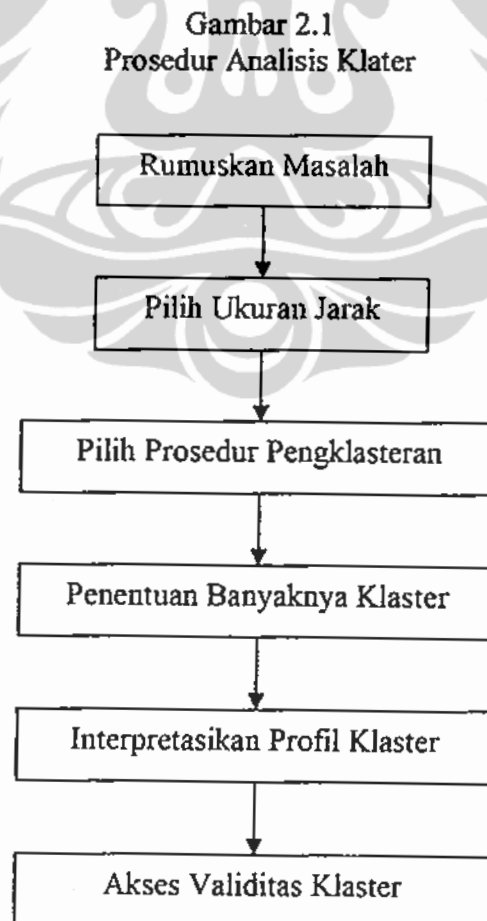 Gambar 2.1
Prosedur Analisis Klater
Rumuskan Masalah
Pilih Ukuran Jarak
Pilih Prosedur Pengklasteran
Penentuan Banyaknya Klaster
Interpretasikan Profil Klaster
Akses Validitas Klaster